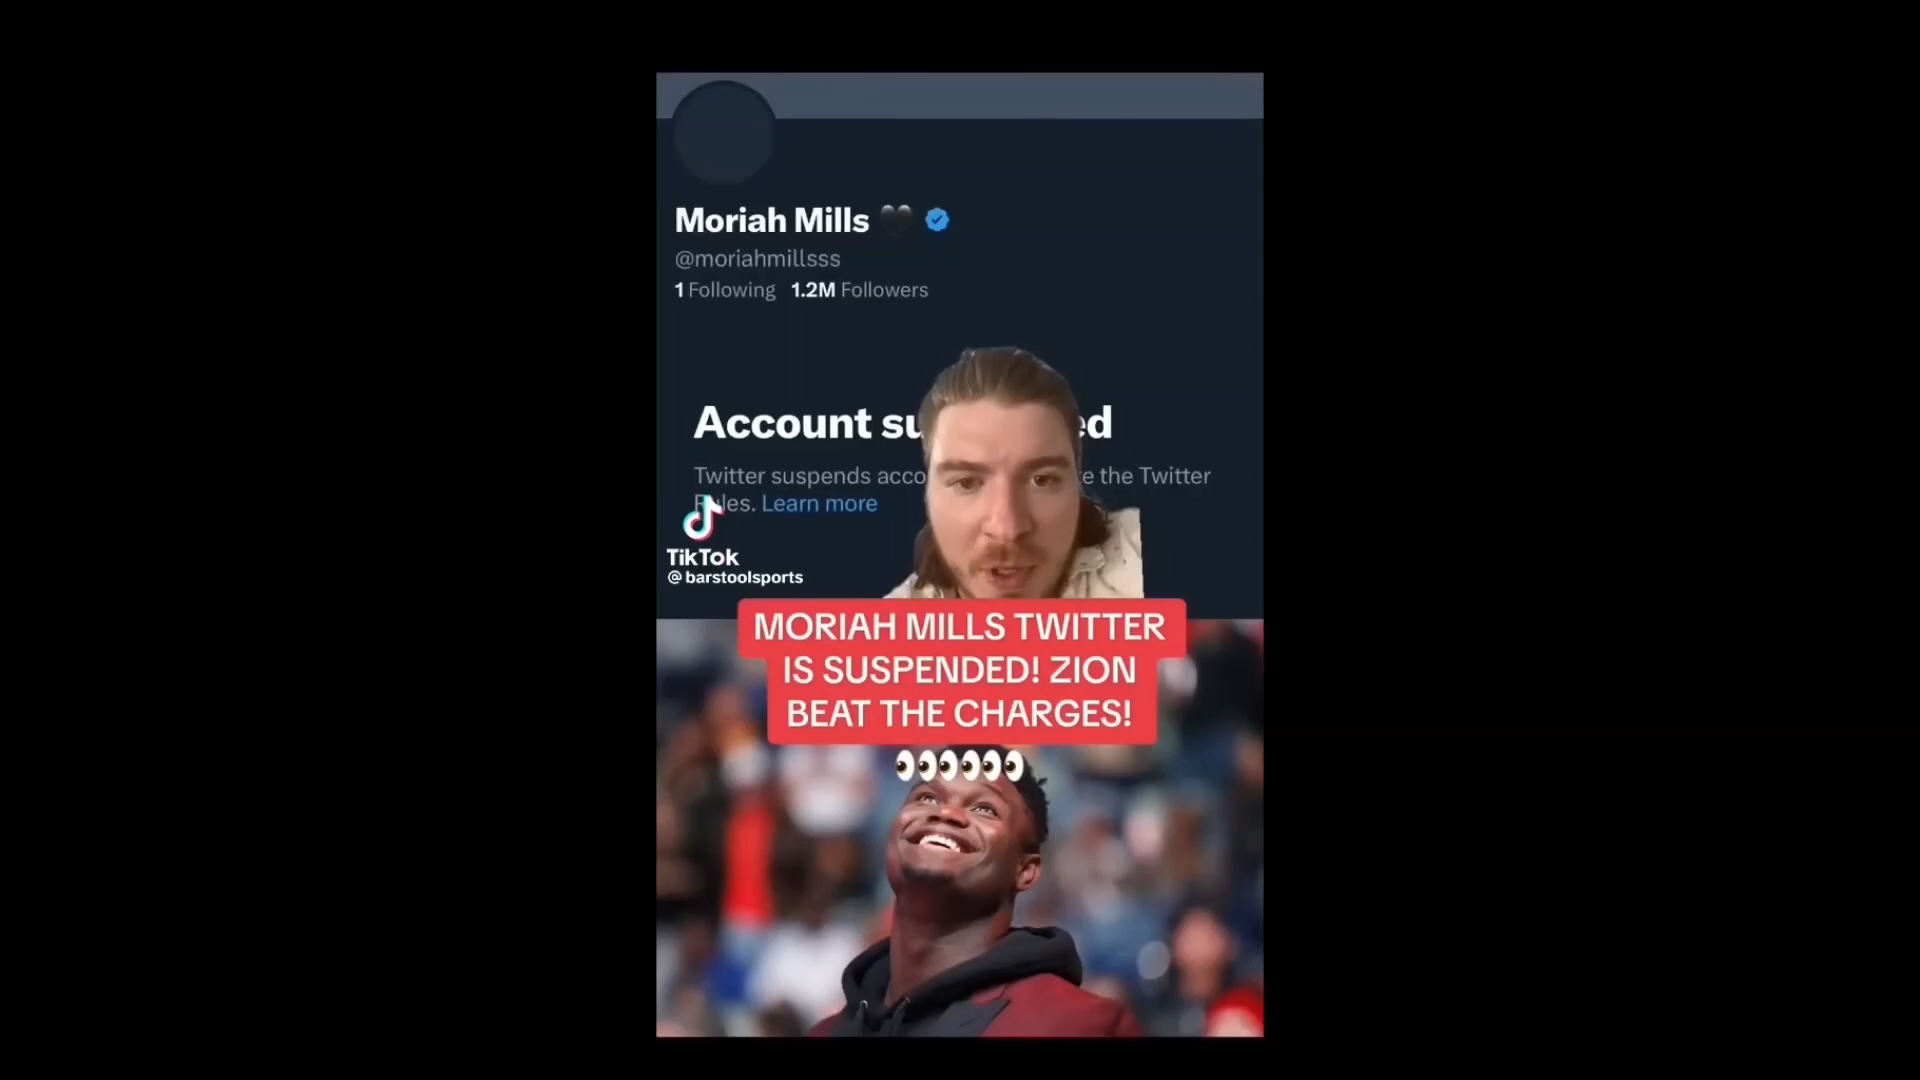 Moriah Mills 🖤
@moriahmillsss
1 Following 1.2M Followers
Account su ed
Twitter suspends acco e the Twitter
Rules. Learn more
TikTok
@barstoolsports
MORIAH MILLS TWITTER
IS SUSPENDED! ZION
BEAT THE CHARGES!
👀👀👀